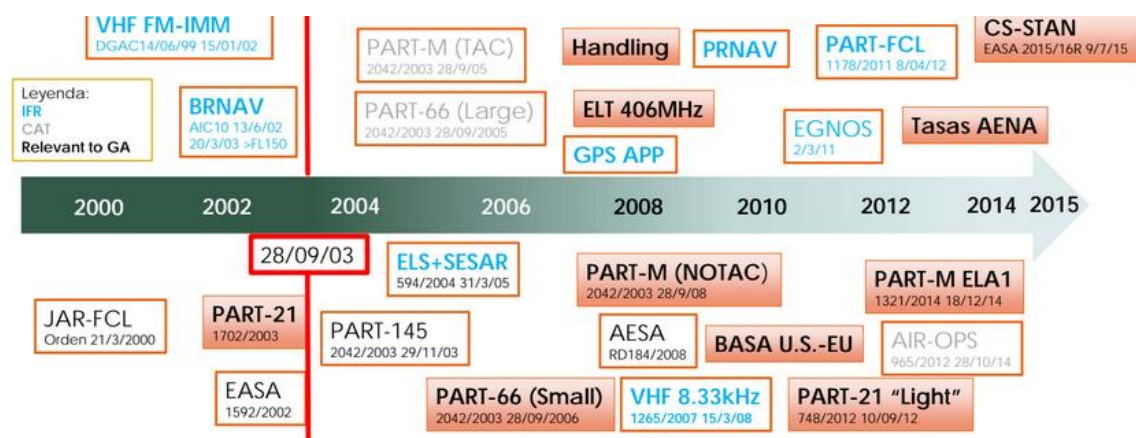 VHF FM-IMM
DGAC14/06/99 15/01/02
PART-M (TAC)
2042/2003 28/9/05
Handling
PRNAV
PART-FCL
1178/2011 8/04/12
CS-STAN
EASA 2015/16R 9/7/15
Leyenda:
IFR
CAT
Relevant to GA
BRNAV
AIC10 13/6/02
20/3/03 >FL150
PART-66 (Large)
2042/2003 28/09/2005
ELT 406MHz
GPS APP
EGNOS
2/3/11
Tasas AENA
2000 2002 2004 2006 2008 2010 2012 2014 2015
28/09/03
ELS+SESAR
594/2004 31/3/05
PART-M (NOTAC)
2042/2003 28/9/08
PART-M ELA1
1321/2014 18/12/14
JAR-FCL
Orden 21/3/2000
PART-21
1702/2003
PART-145
2042/2003 29/11/03
AESA
RD184/2008
BASA U.S.-EU
AIR-OPS
965/2012 28/10/14
EASA
1592/2002
PART-66 (Small)
2042/2003 28/09/2006
VHF 8.33kHz
1265/2007 15/3/08
PART-21 "Light"
748/2012 10/09/12